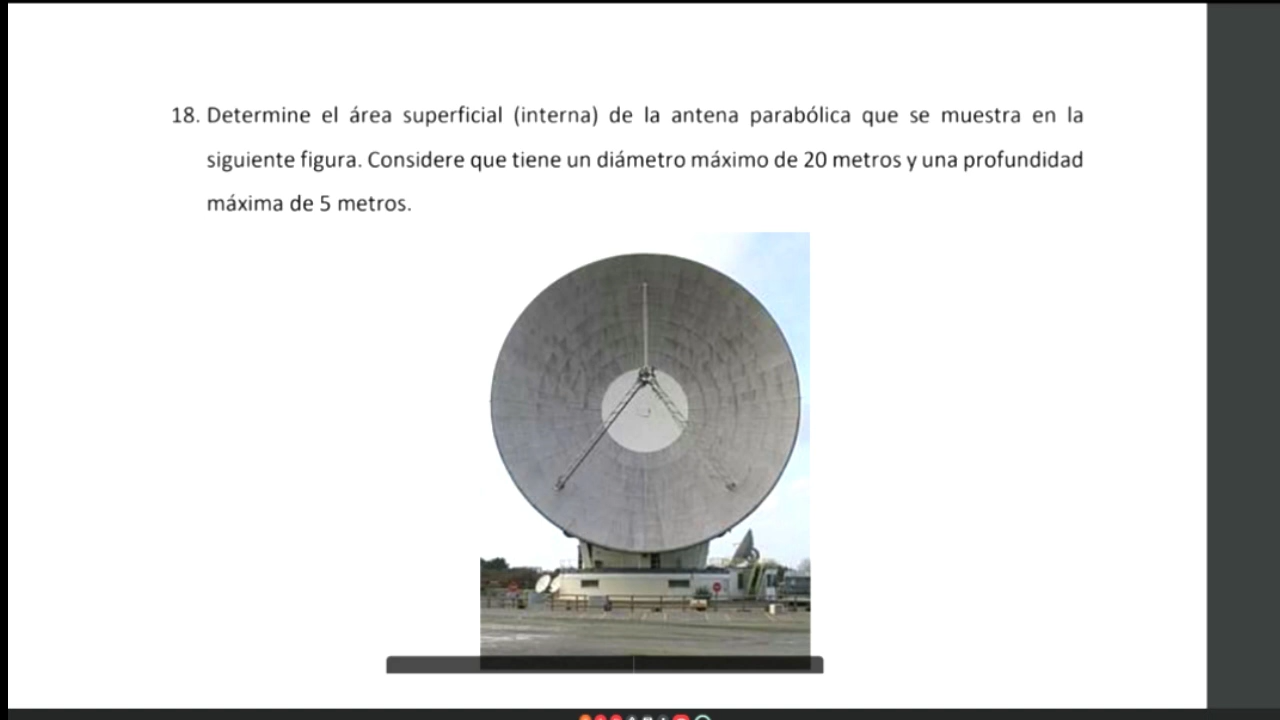 18. Determine el área superficial (interna) de la antena parabólica que se muestra en la
siguiente figura. Considere que tiene un diámetro máximo de 20 metros y una profundidad
máxima de 5 metros.